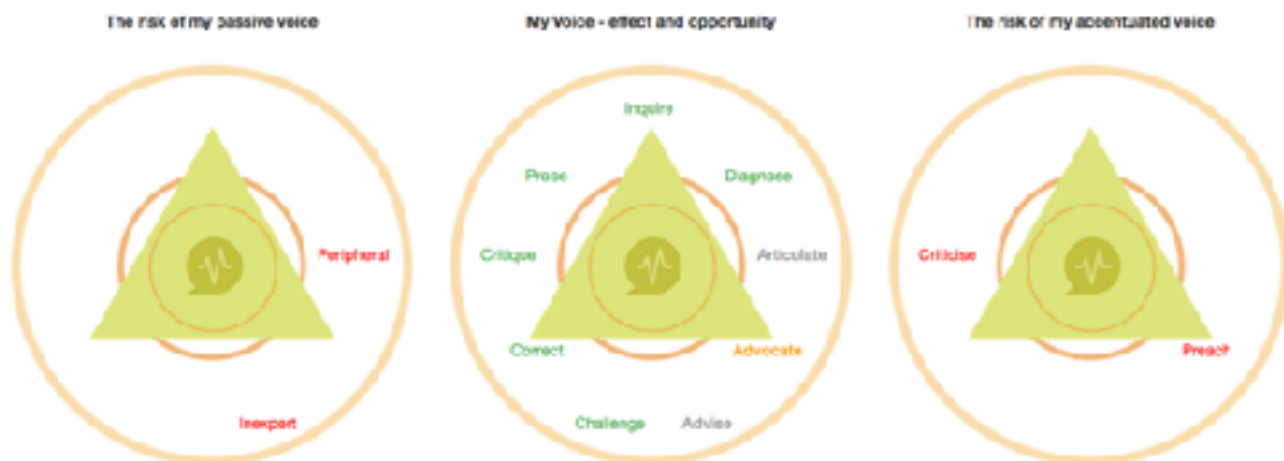 The risk of my passive voice
My Voice - effect and opportunity
The risk of my accentuated voice
Peripheral
Inexpert
Inquire
Probe
Diagnose
Critique
Articulate
Correct
Advocate
Challenge
Advise
Criticise
Preach